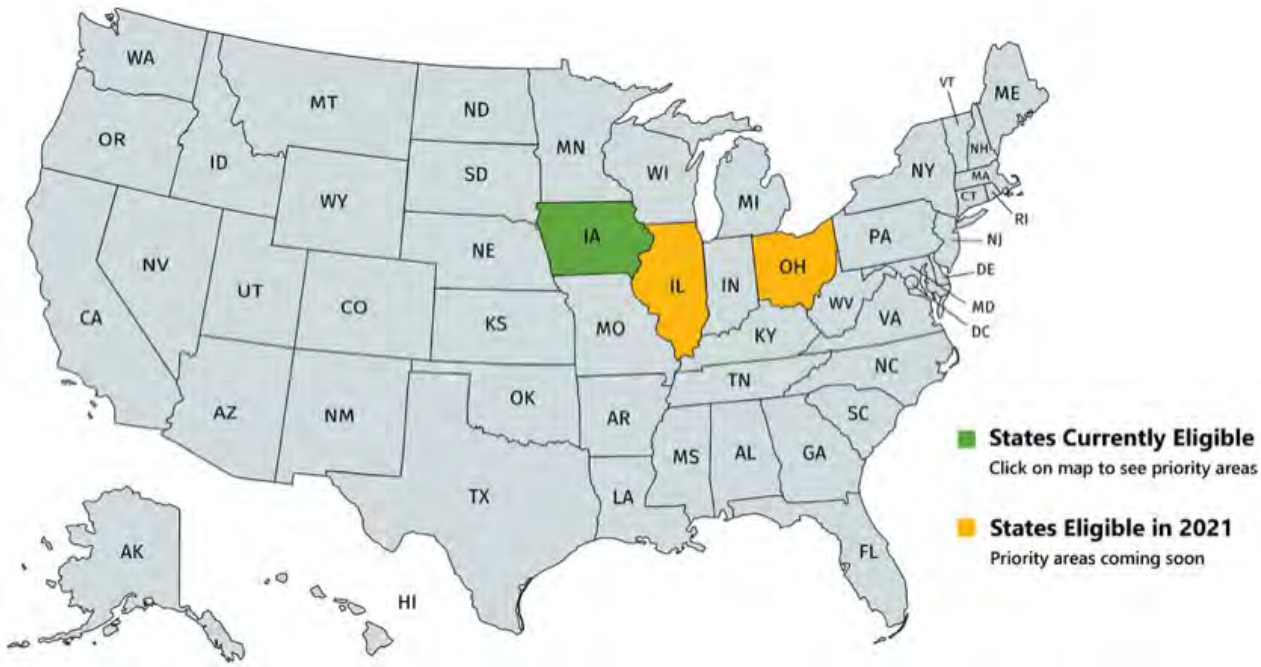 WA
MT
ND
MN
VT
ME
OR
ID
SD
WI
MI
NY
NH
MA
CT
RI
WY
IA
NE
PA
NJ
NV
UT
CO
IL
IN
OH
WV
DE
MD
DC
CA
KS
MO
KY
VA
TN
NC
AZ
NM
OK
AR
SC
MS
AL
GA
TX
LA
FL
AK
HI
States Currently Eligible
Click on map to see priority areas
States Eligible in 2021
Priority areas coming soon